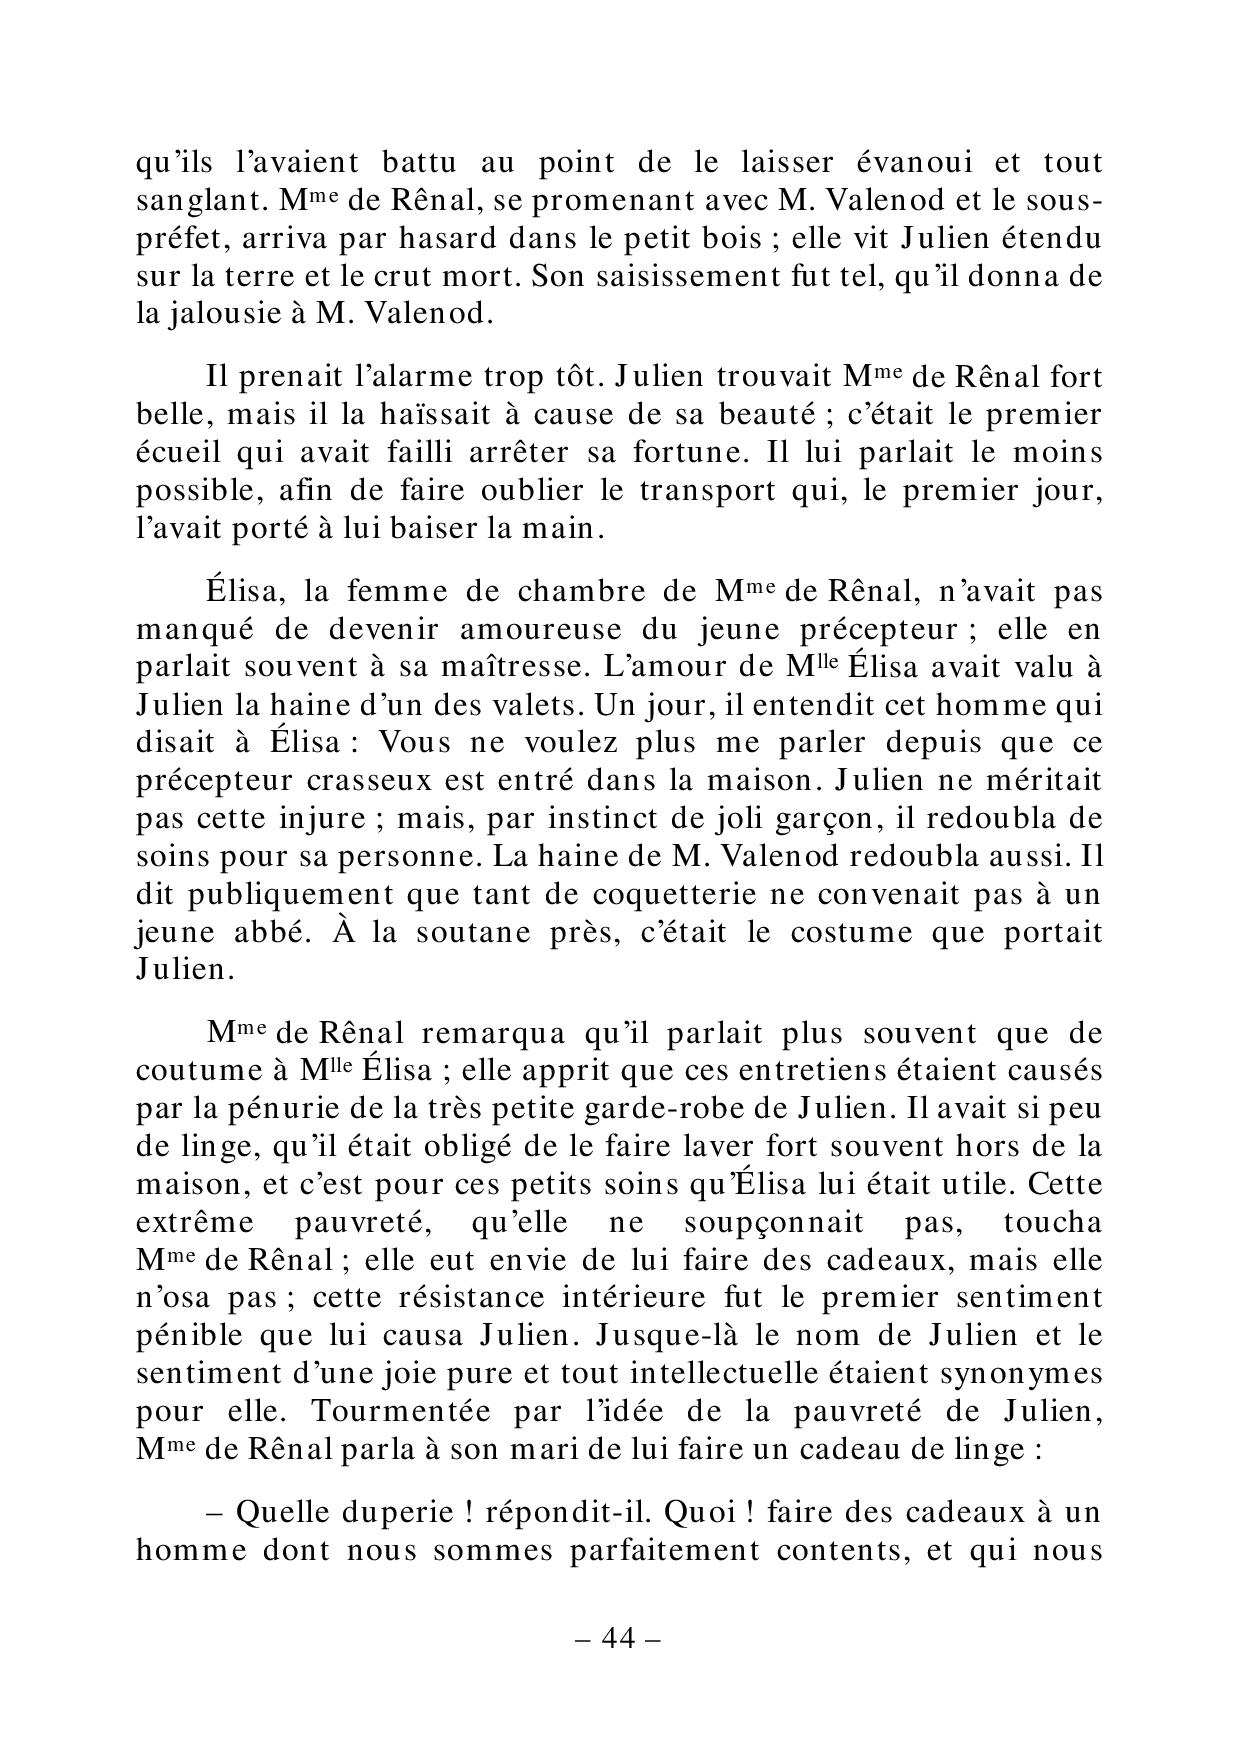 qu’ils l’avaient battu au point de le laisser évanoui et tout
sanglant. Mme de Rênal, se promenant avec M. Valenod et le sous-
préfet, arriva par hasard dans le petit bois ; elle vit Julien étendu
sur la terre et le crut mort. Son saisissement fut tel, qu’il donna de
la jalousie à M. Valenod.
Il prenait l’alarme trop tôt. Julien trouvait Mme de Rênal fort
belle, mais il la haïssait à cause de sa beauté ; c’était le premier
écueil qui avait failli arrêter sa fortune. Il lui parlait le moins
possible, afin de faire oublier le transport qui, le premier jour,
l’avait porté à lui baiser la main.
Élisa, la femme de chambre de Mme de Rênal, n’avait pas
manqué de devenir amoureuse du jeune précepteur ; elle en
parlait souvent à sa maîtresse. L’amour de Mlle Élisa avait valu à
Julien la haine d’un des valets. Un jour, il entendit cet homme qui
disait à Élisa : Vous ne voulez plus me parler depuis que ce
précepteur crasseux est entré dans la maison. Julien ne méritait
pas cette injure ; mais, par instinct de joli garçon, il redoubla de
soins pour sa personne. La haine de M. Valenod redoubla aussi. Il
dit publiquement que tant de coquetterie ne convenait pas à un
jeune abbé. À la soutane près, c’était le costume que portait
Julien.
Mme de Rênal remarqua qu’il parlait plus souvent que de
coutume à Mlle Élisa ; elle apprit que ces entretiens étaient causés
par la pénurie de la très petite garde-robe de Julien. Il avait si peu
de linge, qu’il était obligé de le faire laver fort souvent hors de la
maison, et c’est pour ces petits soins qu’Élisa lui était utile. Cette
extrême pauvreté, qu’elle ne soupçonnait pas, toucha
Mme de Rênal ; elle eut envie de lui faire des cadeaux, mais elle
n’osa pas ; cette résistance intérieure fut le premier sentiment
pénible que lui causa Julien. Jusque-là le nom de Julien et le
sentiment d’une joie pure et tout intellectuelle étaient synonymes
pour elle. Tourmentée par l’idée de la pauvreté de Julien,
Mme de Rênal parla à son mari de lui faire un cadeau de linge :
– Quelle duperie ! répondit-il. Quoi ! faire des cadeaux à un
homme dont nous sommes parfaitement contents, et qui nous
– 44 –